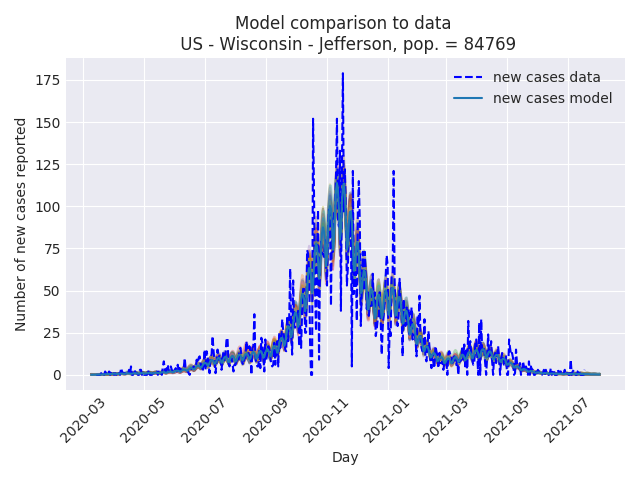 Model comparison to data
US - Wisconsin - Jefferson, pop. = 84769
new cases data
new cases model
Number of new cases reported
175
150
125
100
75
50
25
0
2020-03
2020-05
2020-07
2020-09
2020-11
2021-01
2021-03
2021-05
2021-07
Day